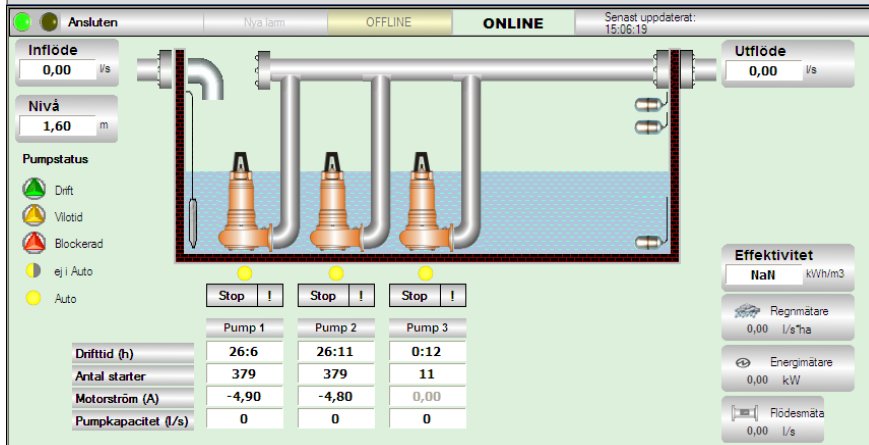 Ansluten Nya larm OFFLINE ONLINE Senast uppdaterat:
15:06:19
Inflöde
0,00 l/s
Nivå
1,60 m
Utflöde
0,00 l/s
Pumpstatus
Drift
Vilotid
Blockerad
ej i Auto
Auto
Stop ! Stop ! Stop !
Pump 1 Pump 2 Pump 3
Drifttid (h) 26:6 26:11 0:12
Antal starter 379 379 11
Motorström (A) -4,90 -4,80 0,00
Pumpkapacitet (l/s) 0 0 0
Effektivitet
NaN kWh/m3
Regnmätare
0,00 l/s*ha
Energimätare
0,00 kW
Flödesmäta
0,00 l/s